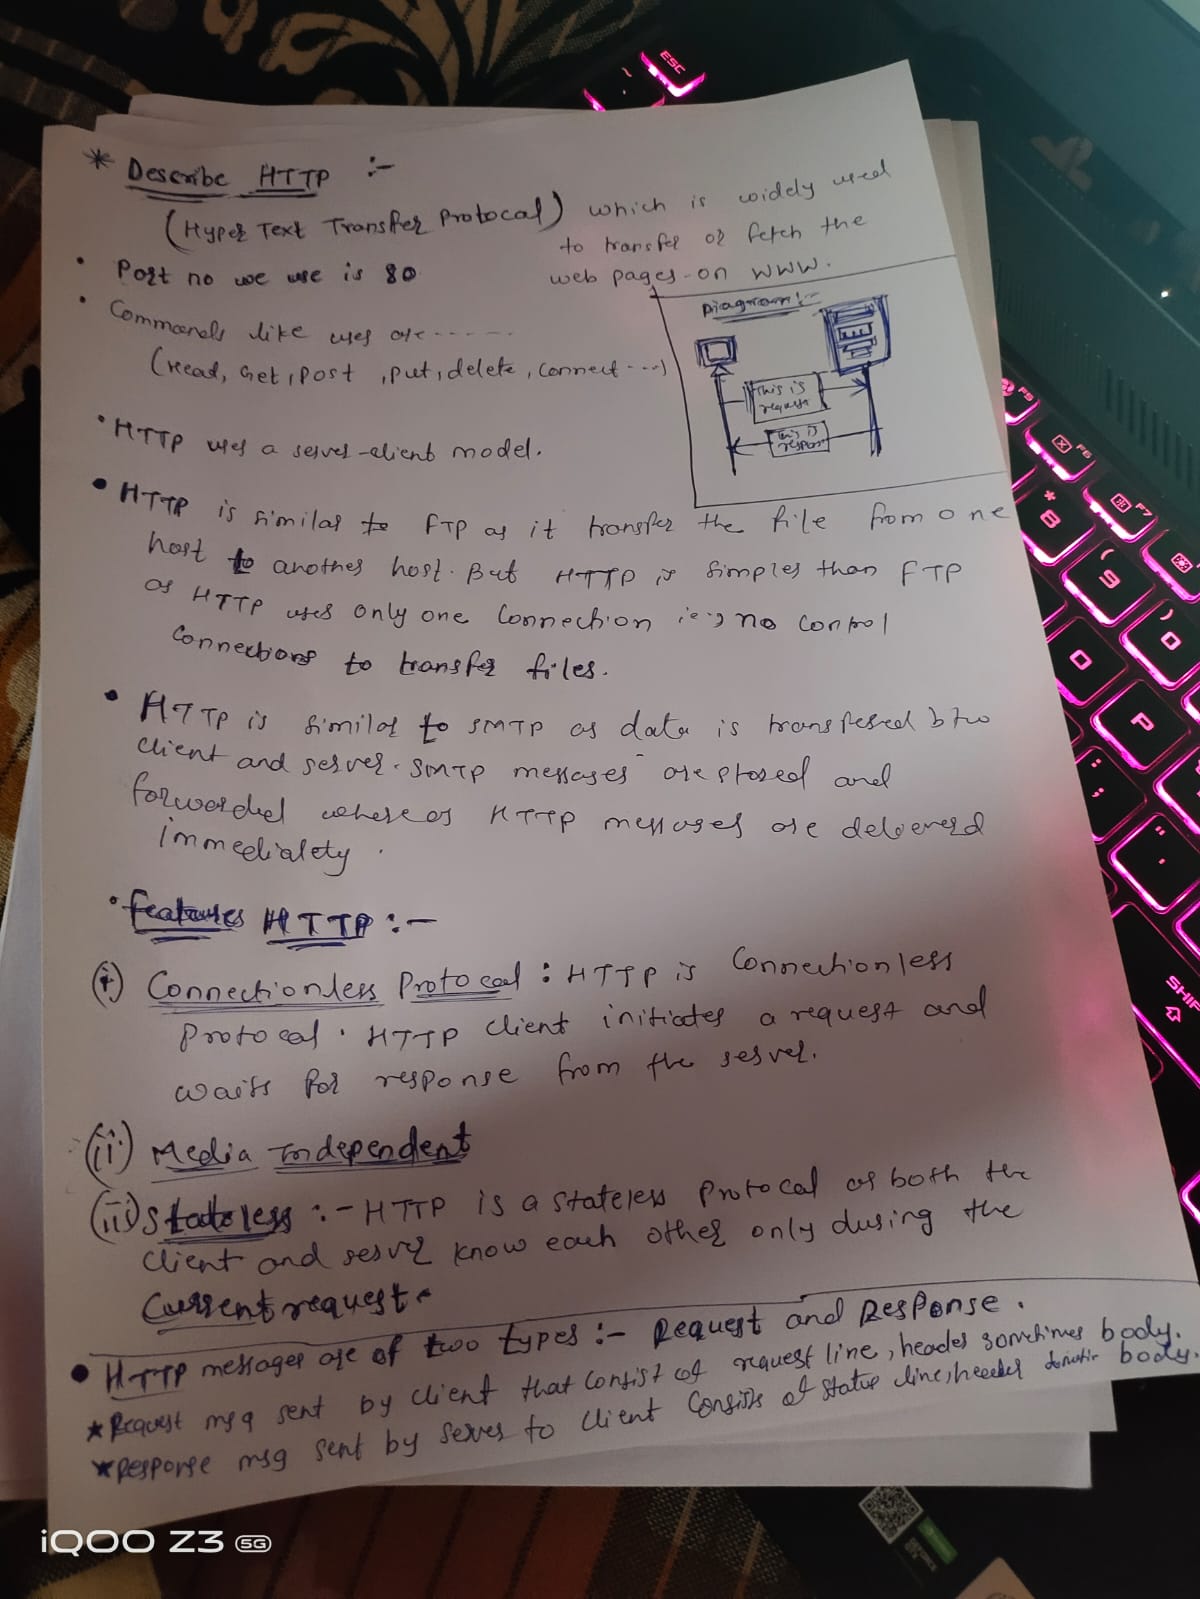 * Describe HTTP :-
(Hyper Text Transfer Protocal) which is widely used
to transfer or fetch the
web pages-on WWW.
• Port no we use is 80
• Commands like uses are ------
(Head, Get, Post, put, delete, connect ---)
Diagram:-
This is
request
This is
respon
• HTTP uses a server-client model.
• HTTP is similar to FTP as it transfer the file from one
host to another host. But HTTP is simpler than FTP
as HTTP uses only one Connection i.e; no control
connections to transfer files.
• HTTP is similar to SMTP as data is transfered btw
client and server. SMTP messages are stored and
forwarded where as HTTP messages are deleverd
immedialety.
• features HTTP :-
(i) Connectionless Protocal : HTTP is Connectionless
Protocal. HTTP Client initiates a request and
waits for response from the server.
(ii) Media Independent
(iii) Stateless :- HTTP is a stateless Protocal as both the
client and server know each other only during the
Current request.
• HTTP messages are of two types :- Request and Response.
* Request msg sent by client that consist of request line, header sometimes body.
* Response msg sent by server to client Consists of status line, header body.
ESC
F5
F6
F7
*
8
(
9
)
0
O
P
:
;
"
'
SHIF
iQOO Z3 5G